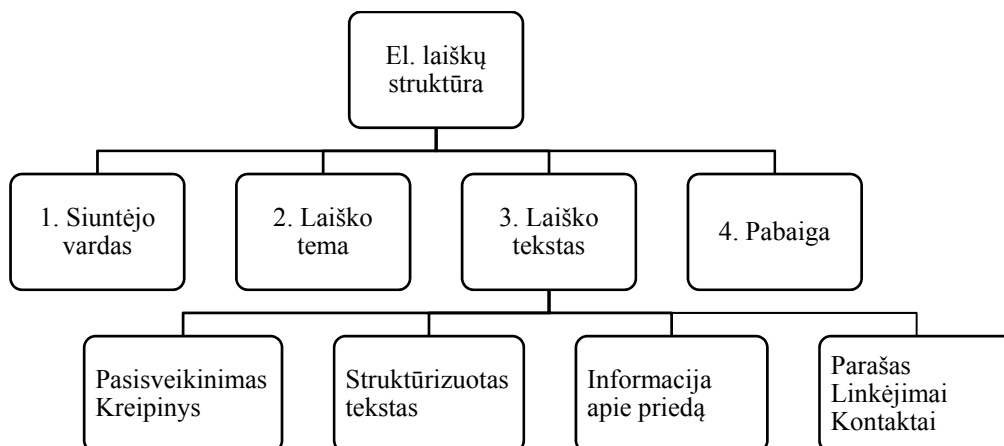 El. laiškų
struktūra
1. Siuntėjo
vardas
2. Laiško
tema
3. Laiško
tekstas
4. Pabaiga
Pasisveikinimas
Kreipinys
Struktūrizuotas
tekstas
Informacija
apie priedą
Parašas
Linkėjimai
Kontaktai